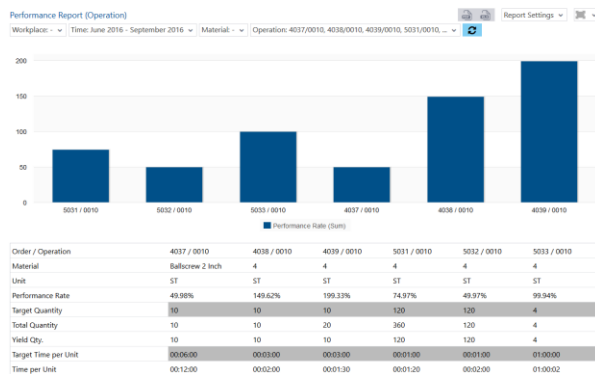 Performance Report (Operation)
Report Settings
Workplace: - Time: June 2016 - September 2016 Material: - Operation: 4037/0010, 4038/0010, 4039/0010, 5031/0010, ...
200
150
100
50
0
5031 / 0010 5032 / 0010 5033 / 0010 4037 / 0010 4038 / 0010 4039 / 0010
Performance Rate (Sum)
Order / Operation 4037 / 0010 4038 / 0010 4039 / 0010 5031 / 0010 5032 / 0010 5033 / 0010
Material Ballscrew 2 Inch 4 4 4 4 4
Unit ST ST ST ST ST ST
Performance Rate 49.98% 149.62% 199.33% 74.97% 49.97% 99.94%
Target Quantity 10 10 10 120 120 4
Total Quantity 10 10 20 360 120 4
Yield Qty. 10 10 10 120 120 4
Target Time per Unit 00:06:00 00:03:00 00:03:00 00:01:00 00:01:00 01:00:00
Time per Unit 00:12:00 00:02:00 00:01:30 00:01:20 00:02:00 01:00:02